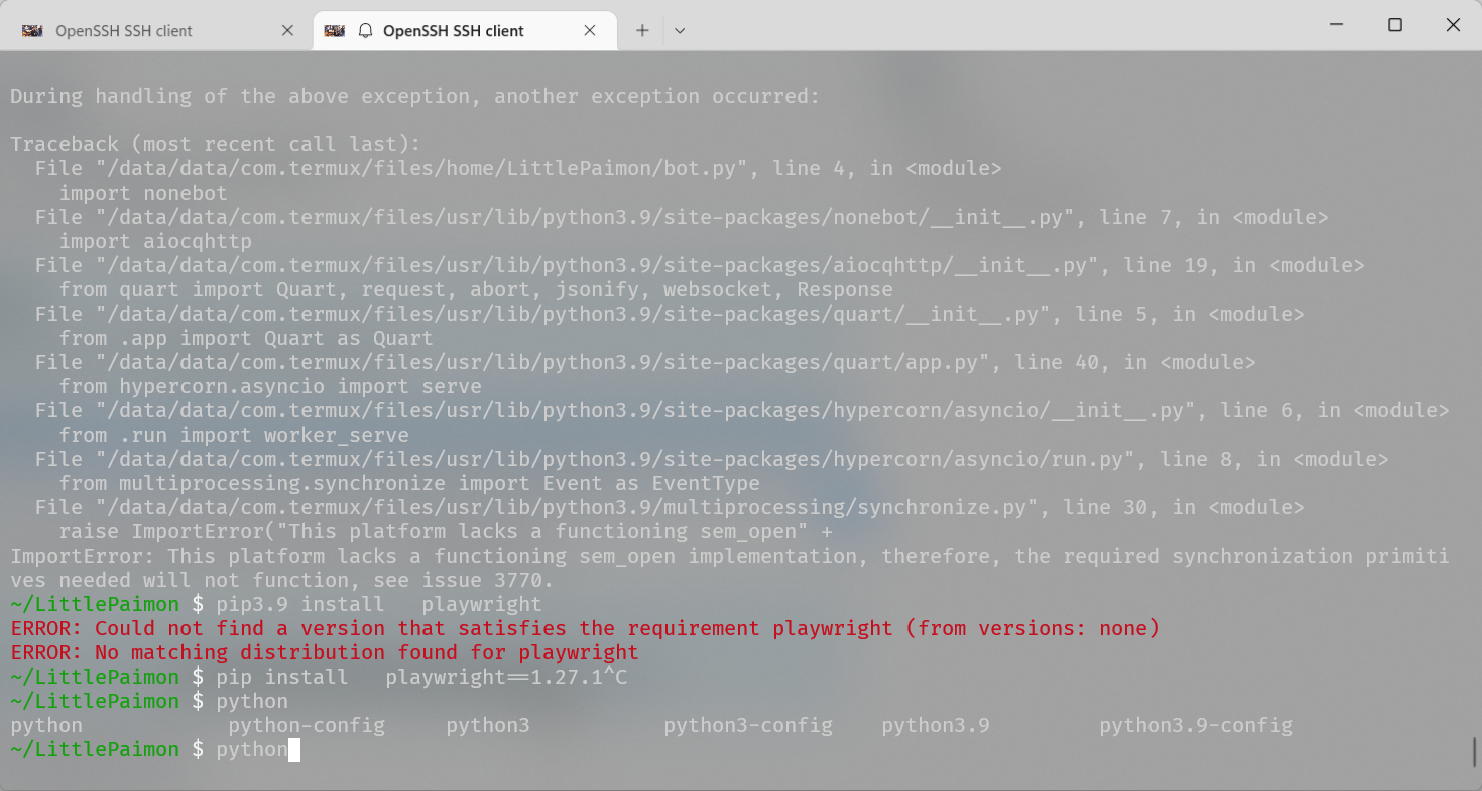 OpenSSH SSH client
OpenSSH SSH client
During handling of the above exception, another exception occurred:
Traceback (most recent call last):
  File "/data/data/com.termux/files/home/LittlePaimon/bot.py", line 4, in <module>
    import nonebot
  File "/data/data/com.termux/files/usr/lib/python3.9/site-packages/nonebot/__init__.py", line 7, in <module>
    import aiocqhttp
  File "/data/data/com.termux/files/usr/lib/python3.9/site-packages/aiocqhttp/__init__.py", line 19, in <module>
    from quart import Quart, request, abort, jsonify, websocket, Response
  File "/data/data/com.termux/files/usr/lib/python3.9/site-packages/quart/__init__.py", line 5, in <module>
    from .app import Quart as Quart
  File "/data/data/com.termux/files/usr/lib/python3.9/site-packages/quart/app.py", line 40, in <module>
    from hypercorn.asyncio import serve
  File "/data/data/com.termux/files/usr/lib/python3.9/site-packages/hypercorn/asyncio/__init__.py", line 6, in <module>
    from .run import worker_serve
  File "/data/data/com.termux/files/usr/lib/python3.9/site-packages/hypercorn/asyncio/run.py", line 8, in <module>
    from multiprocessing.synchronize import Event as EventType
  File "/data/data/com.termux/files/usr/lib/python3.9/multiprocessing/synchronize.py", line 30, in <module>
    raise ImportError("This platform lacks a functioning sem_open" +
ImportError: This platform lacks a functioning sem_open implementation, therefore, the required synchronization primiti
ves needed will not function, see issue 3770.
~/LittlePaimon $ pip3.9 install   playwright
ERROR: Could not find a version that satisfies the requirement playwright (from versions: none)
ERROR: No matching distribution found for playwright
~/LittlePaimon $ pip install   playwright==1.27.1^C
~/LittlePaimon $ python
python            python-config     python3           python3-config    python3.9         python3.9-config
~/LittlePaimon $ python